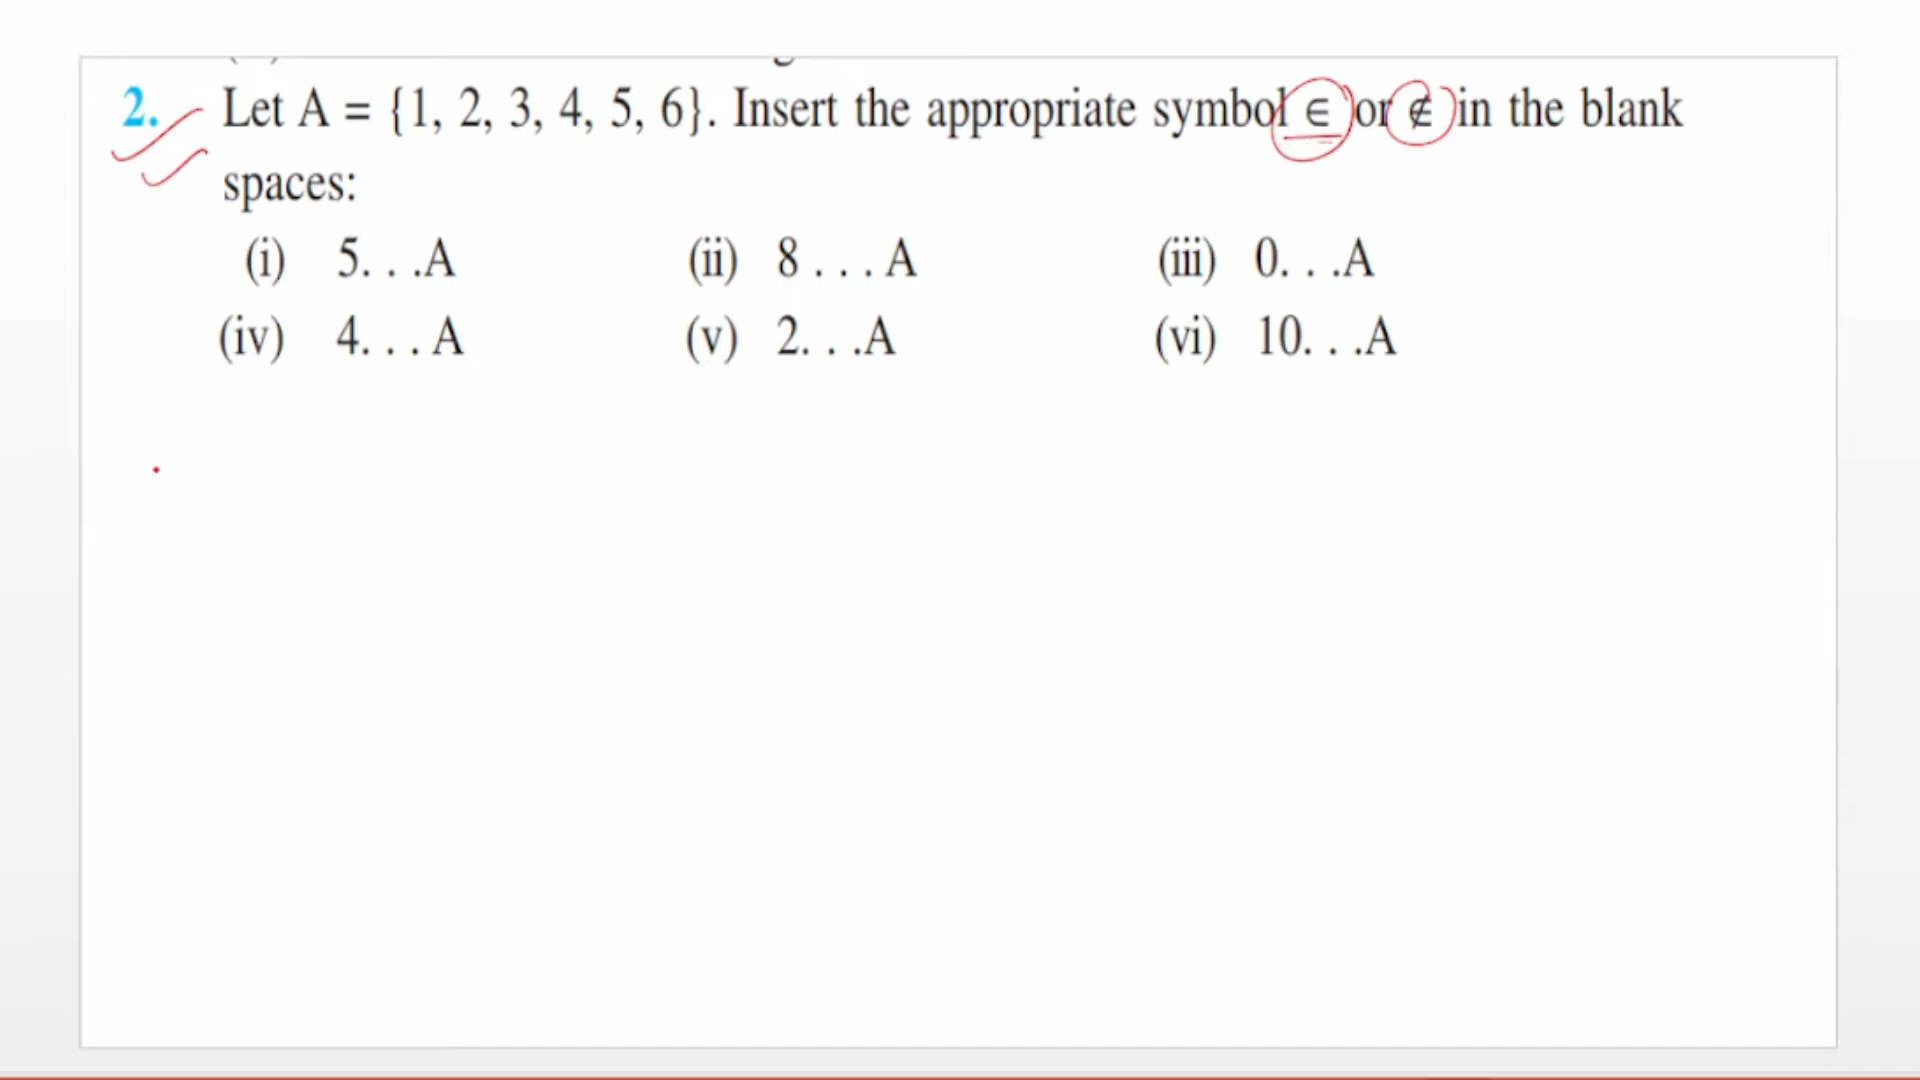 2. Let A = {1, 2, 3, 4, 5, 6}. Insert the appropriate symbol ∈ or ∉ in the blank
spaces:
(i) 5. . .A (ii) 8 . . . A (iii) 0. . .A
(iv) 4. . . A (v) 2. . .A (vi) 10. . .A